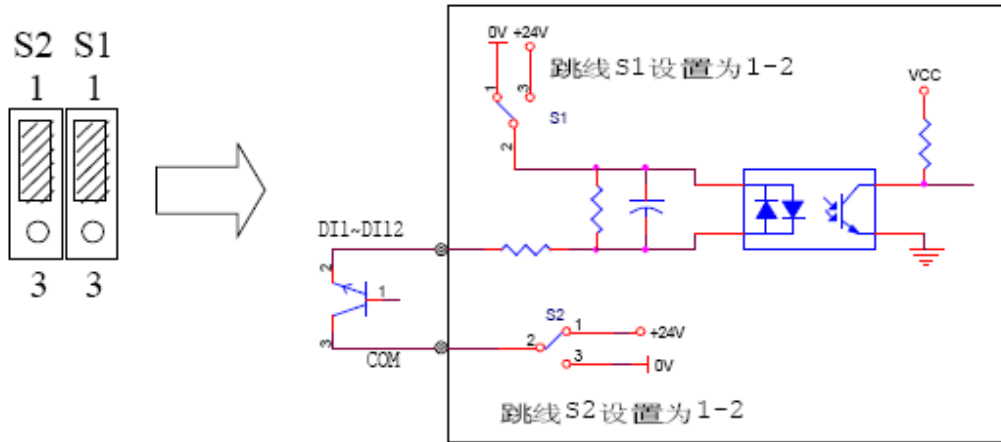 S2 S1
1 1
3 3
0V +24V
跳线S1设置为1-2
1
3
S1
2
VCC
DI1~DI12
2
1
3
COM
S2
1
+24V
2
3
0V
跳线S2设置为1-2